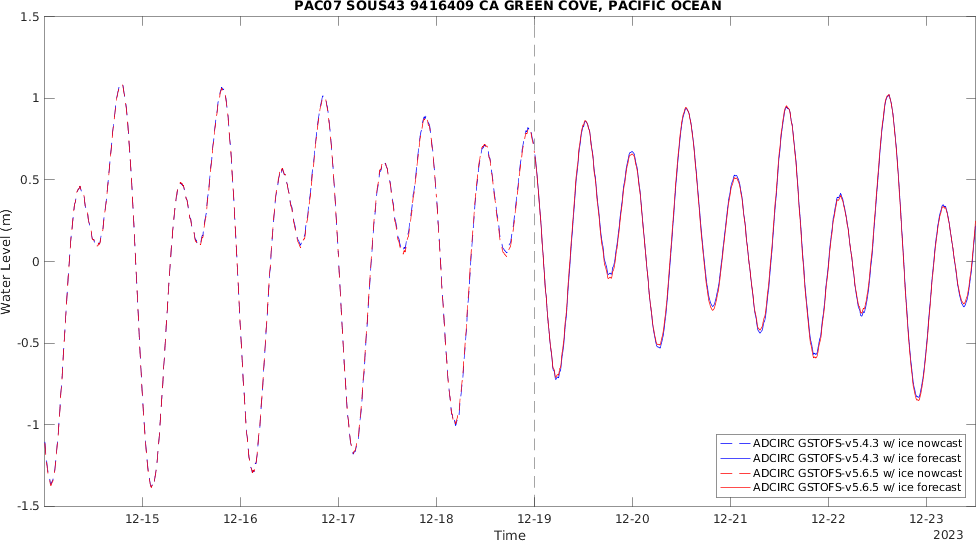 PAC07 SOUS43 9416409 CA GREEN COVE, PACIFIC OCEAN
1.5
1
0.5
0
-0.5
-1
-1.5
Water Level (m)
ADCIRC GSTOFS-v5.4.3 w/ ice nowcast
ADCIRC GSTOFS-v5.4.3 w/ ice forecast
ADCIRC GSTOFS-v5.6.5 w/ ice nowcast
ADCIRC GSTOFS-v5.6.5 w/ ice forecast
12-15 12-16 12-17 12-18 12-19 12-20 12-21 12-22 12-23
Time
2023